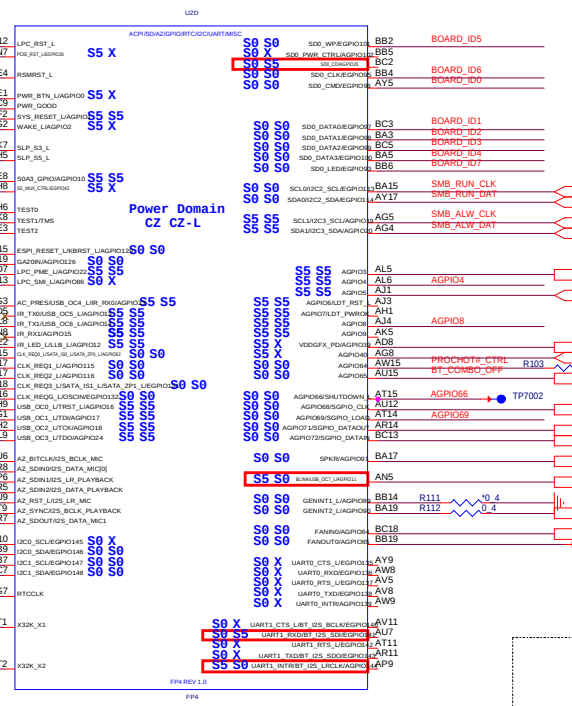 U2D
ACPI/SD/AZ/GPIO/RTC/I2C/UART/MISC
LPC_RST_L S0 S0 SD0_WP/EGPIO101 BB2 BOARD_ID5
S5 X S0 X SD0_PWR_CTRL/AGPIO102 BB5
S0 S5 SD0_CD/AGPIO25 BC2
RSMRST_L S0 S0 SD0_CLK/EGPIO95 BB4 BOARD_ID6
S0 S0 SD0_CMD/EGPIO96 AY5 BOARD_ID0
PWR_BTN_L/AGPIO0 S5 X
PWR_GOOD
SYS_RESET_L/AGPIO1 S5 S5
WAKE_L/AGPIO2 S5 X
S0 S0 SD0_DATA0/EGPIO97 BC3 BOARD_ID1
S0 S0 SD0_DATA1/EGPIO98 BA3 BOARD_ID2
SLP_S3_L S0 S0 SD0_DATA2/EGPIO99 BC5 BOARD_ID3
SLP_S5_L S0 S0 SD0_DATA3/EGPIO100 BA5 BOARD_ID4
S0 S0 SD0_LED/EGPIO93 BB6 BOARD_ID7
S0A3_GPIO/AGPIO10 S5 S5
S5_MUX_CTRL/EGPIO42 S5 X S0 S0 SCL0/I2C2_SCL/EGPIO113 BA15 SMB_RUN_CLK
S0 S0 SDA0/I2C2_SDA/EGPIO114 AY17 SMB_RUN_DAT
TEST0
TEST1/TMS S5 S5 SCL1/I2C3_SCL/AGPIO19 AG5 SMB_ALW_CLK
TEST2 S5 S5 SDA1/I2C3_SDA/AGPIO20 AG4 SMB_ALW_DAT
Power Domain
CZ CZ-L
ESPI_RESET_L/KBRST_L/AGPIO129 S0 S0
GA20IN/AGPIO126 S0 S0
LPC_PME_L/AGPIO22 S5 S5 S5 S5 AGPIO3 AL5
LPC_SMI_L/AGPIO86 S0 X S5 S5 AGPIO4 AL6 AGPIO4
S5 S5 AGPIO5 AJ1
AC_PRES/USB_OC4_L/IR_RX0/AGPIO23 S5 S5 S5 S5 AGPIO6/LDT_RST_L AJ3
IR_TX0/USB_OC5_L/AGPIO13 S5 S5 S5 S5 AGPIO7/LDT_PWROK AH1
IR_TX1/USB_OC6_L/AGPIO14 S5 S5 S5 S5 AGPIO8 AJ4 AGPIO8
IR_RX1/AGPIO15 S5 S5 S5 S5 AGPIO9 AK5
IR_LED_L/LLB_L/AGPIO12 S5 S5 S5 X VDDGFX_PD/AGPIO39 AD8
CLK_REQ0_L/SATA_IS0_L/SATA_ZP0_L/AGPIO92 S0 S0 S5 X AGPIO40 AG8
CLK_REQ1_L/AGPIO115 S0 S0 S0 X AGPIO64 AW15 PROCHOT#_CTRL R103
CLK_REQ2_L/AGPIO116 S0 S0 S0 X AGPIO65 AU15 BT_COMBO_OFF
CLK_REQ3_L/SATA_IS1_L/SATA_ZP1_L/EGPIO131 S0 S0
CLK_REQG_L/OSCIN/EGPIO132 S0 S0 S0 S0 AGPIO66/SHUTDOWN_L AT15 AGPIO66 TP7002
USB_OC0_L/TRST_L/AGPIO16 S5 S5 S0 S0 AGPIO68/SGPIO_CLK AU12
USB_OC1_L/TDI/AGPIO17 S5 S5 S0 S0 AGPIO69/SGPIO_LOAD AT14 AGPIO69
USB_OC2_L/TCK/AGPIO18 S5 S5 S0 S0 AGPIO71/SGPIO_DATAOUT AR14
USB_OC3_L/TDO/AGPIO24 S5 S5 S0 S0 AGPIO72/SGPIO_DATAIN BC13
AZ_BITCLK/I2S_BCLK_MIC S0 S0 SPKR/AGPIO91 BA17
AZ_SDIN0/I2S_DATA_MIC[0]
AZ_SDIN1/I2S_LR_PLAYBACK S5 S0 BLINK/USB_OC7_L/AGPIO11 AN5
AZ_SDIN2/I2S_DATA_PLAYBACK
AZ_RST_L/I2S_LR_MIC S0 S0 GENINT1_L/AGPIO89 BB14 R111 *0_4
AZ_SYNC/I2S_BCLK_PLAYBACK S0 S0 GENINT2_L/AGPIO90 BA19 R112 0_4
AZ_SDOUT/I2S_DATA_MIC1
S0 S0 FANIN0/AGPIO84 BC18
I2C0_SCL/EGPIO145 S0 X S0 S0 FANOUT0/AGPIO85 BB19
I2C0_SDA/EGPIO146 S0 S0
I2C1_SCL/EGPIO147 S0 S0 S0 X UART0_CTS_L/EGPIO135 AY9
I2C1_SDA/EGPIO148 S0 S0 S0 X UART0_RXD/EGPIO136 AW8
S0 X UART0_RTS_L/EGPIO137 AV5
RTCCLK S0 X UART0_TXD/EGPIO138 AV8
S0 X UART0_INTR/AGPIO139 AW9
X32K_X1 S0 X UART1_CTS_L/BT_I2S_BCLK/EGPIO140 AV11
S0 S5 UART1_RXD/BT_I2S_SDI/EGPIO141 AU7
S0 X UART1_RTS_L/EGPIO142 AT11
S0 X UART1_TXD/BT_I2S_SDO/EGPIO143 AR11
X32K_X2 S5 S0 UART1_INTR/BT_I2S_LRCLK/AGPIO144 AP9
FP4 REV 1.0
FP4